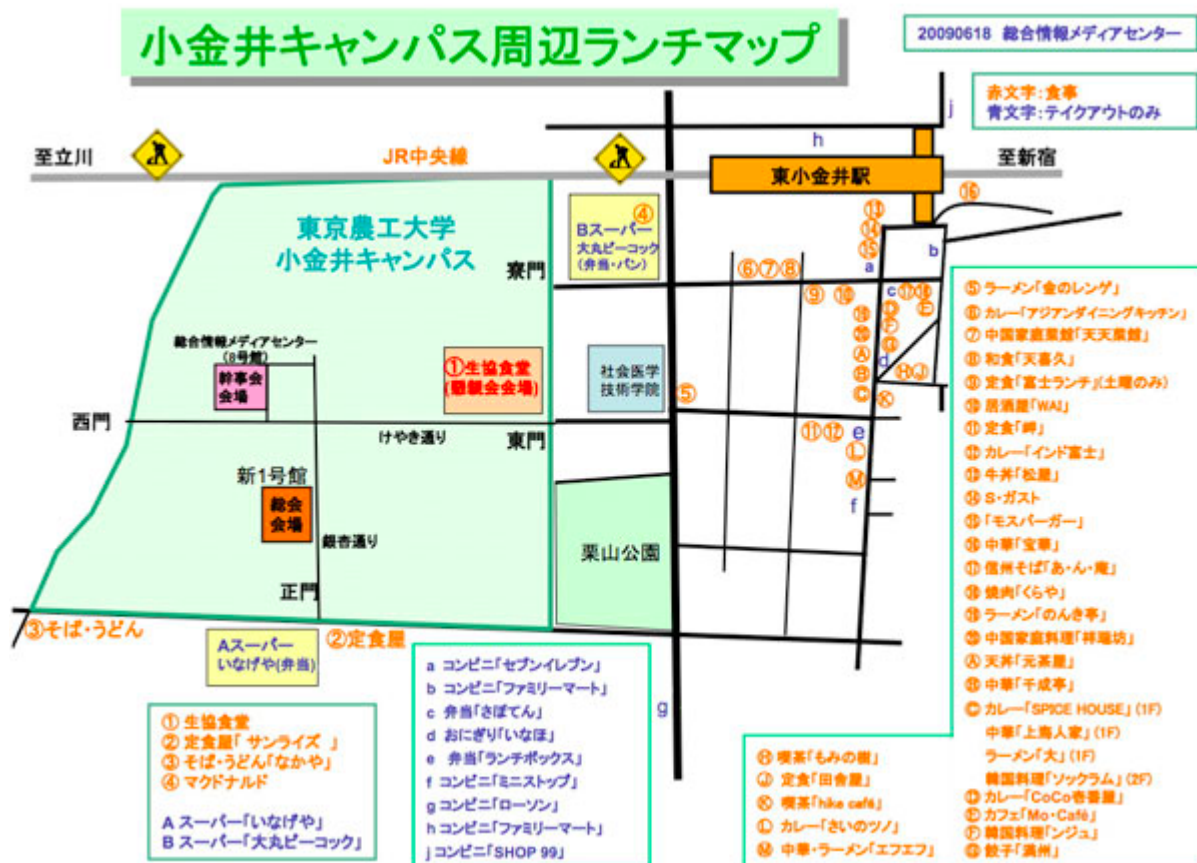 小金井キャンパス周辺ランチマップ
20090618 総合情報メディアセンター
赤文字:食事
青文字:テイクアウトのみ
j
h
至立川
JR中央線
東小金井駅
至新宿
東京農工大学
小金井キャンパス
④
Bスーパー
大丸ピーコック
(弁当・パン)
寮門
⑬
⑭
⑮
⑯
a
b
⑥⑦⑧
⑨ ⑩
c ⑰⑱
Ⓓ Ⓔ
Ⓕ
Ⓖ
d
⑲
⑳
Ⓐ
Ⓑ
Ⓒ
ⒽⒿ
Ⓚ
総合情報メディアセンター
(8号館)
幹事会
会場
①生協食堂
(懇親会会場)
社会医学
技術学院
⑤
西門
けやき通り
東門
⑪⑫
e
Ⓛ
Ⓜ
f
新1号館
総会
会場
銀杏通り
正門
栗山公園
③そば・うどん
②定食屋
Aスーパー
いなげや(弁当)
g
① 生協食堂
② 定食屋「 サンライズ 」
③ そば・うどん「なかや」
④ マクドナルド
A スーパー「いなげや」
B スーパー「大丸ピーコック」
a コンビニ「セブンイレブン」
b コンビニ「ファミリーマート」
c 弁当「さぼてん」
d おにぎり「いなほ」
e 弁当「ランチボックス」
f コンビニ「ミニストップ」
g コンビニ「ローソン」
h コンビニ「ファミリーマート」
j コンビニ「SHOP 99」
⑤ ラーメン「金のレンゲ」
⑥ カレー「アジアンダイニングキッチン」
⑦ 中国家庭菜館「天天菜館」
⑧ 和食「天喜久」
⑨ 定食「富士ランチ」(土曜のみ)
⑩ 居酒屋「WAI」
⑪ 定食「岬」
⑫ カレー「インド富士」
⑬ 牛丼「松屋」
⑭ S・ガスト
⑮ 「モスバーガー」
⑯ 中華「宝華」
⑰ 信州そば「あ・ん・庵」
⑱ 焼肉「くらや」
⑲ ラーメン「のんき亭」
⑳ 中国家庭料理「祥瑞坊」
Ⓐ 天丼「元茶屋」
Ⓑ 中華「千成亭」
Ⓒ カレー「SPICE HOUSE」(1F)
中華「上海人家」(1F)
ラーメン「大」(1F)
韓国料理「ソックラム」(2F)
Ⓓ カレー「CoCo壱番屋」
Ⓔ カフェ「Mo・Café」
Ⓕ 韓国料理「ンジュ」
Ⓖ 餃子「満州」
Ⓗ 喫茶「もみの樹」
Ⓙ 定食「田舎屋」
Ⓚ 喫茶「hike café」
Ⓛ カレー「さいのツノ」
Ⓜ 中華・ラーメン「エフエフ」